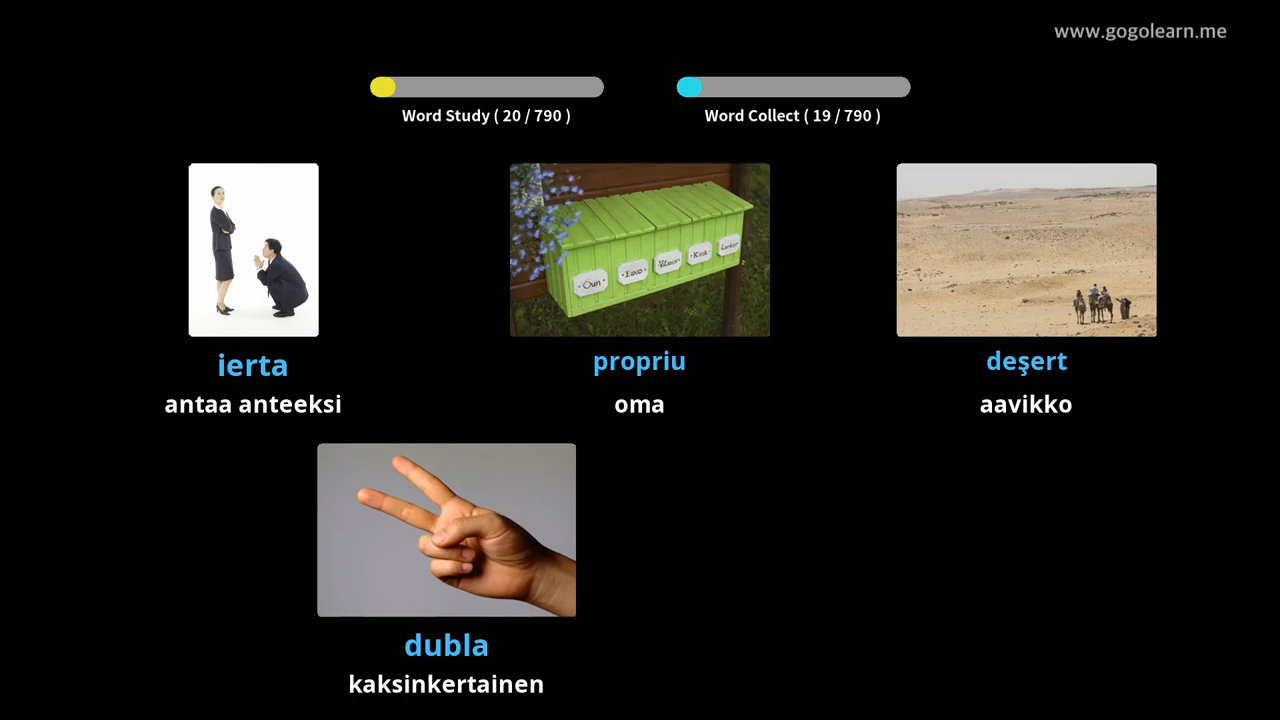 www.gogolearn.me
Word Study ( 20 / 790 )
Word Collect ( 19 / 790 )
ierta
antaa anteeksi
propriu
oma
deşert
aavikko
dubla
kaksinkertainen